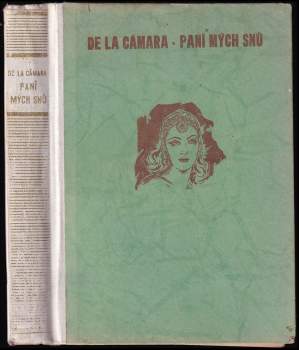 DE LA CÁMARA
PANÍ
MÝCH SNŮ
DE LA CÁMARA - PANÍ MÝCH SNŮ